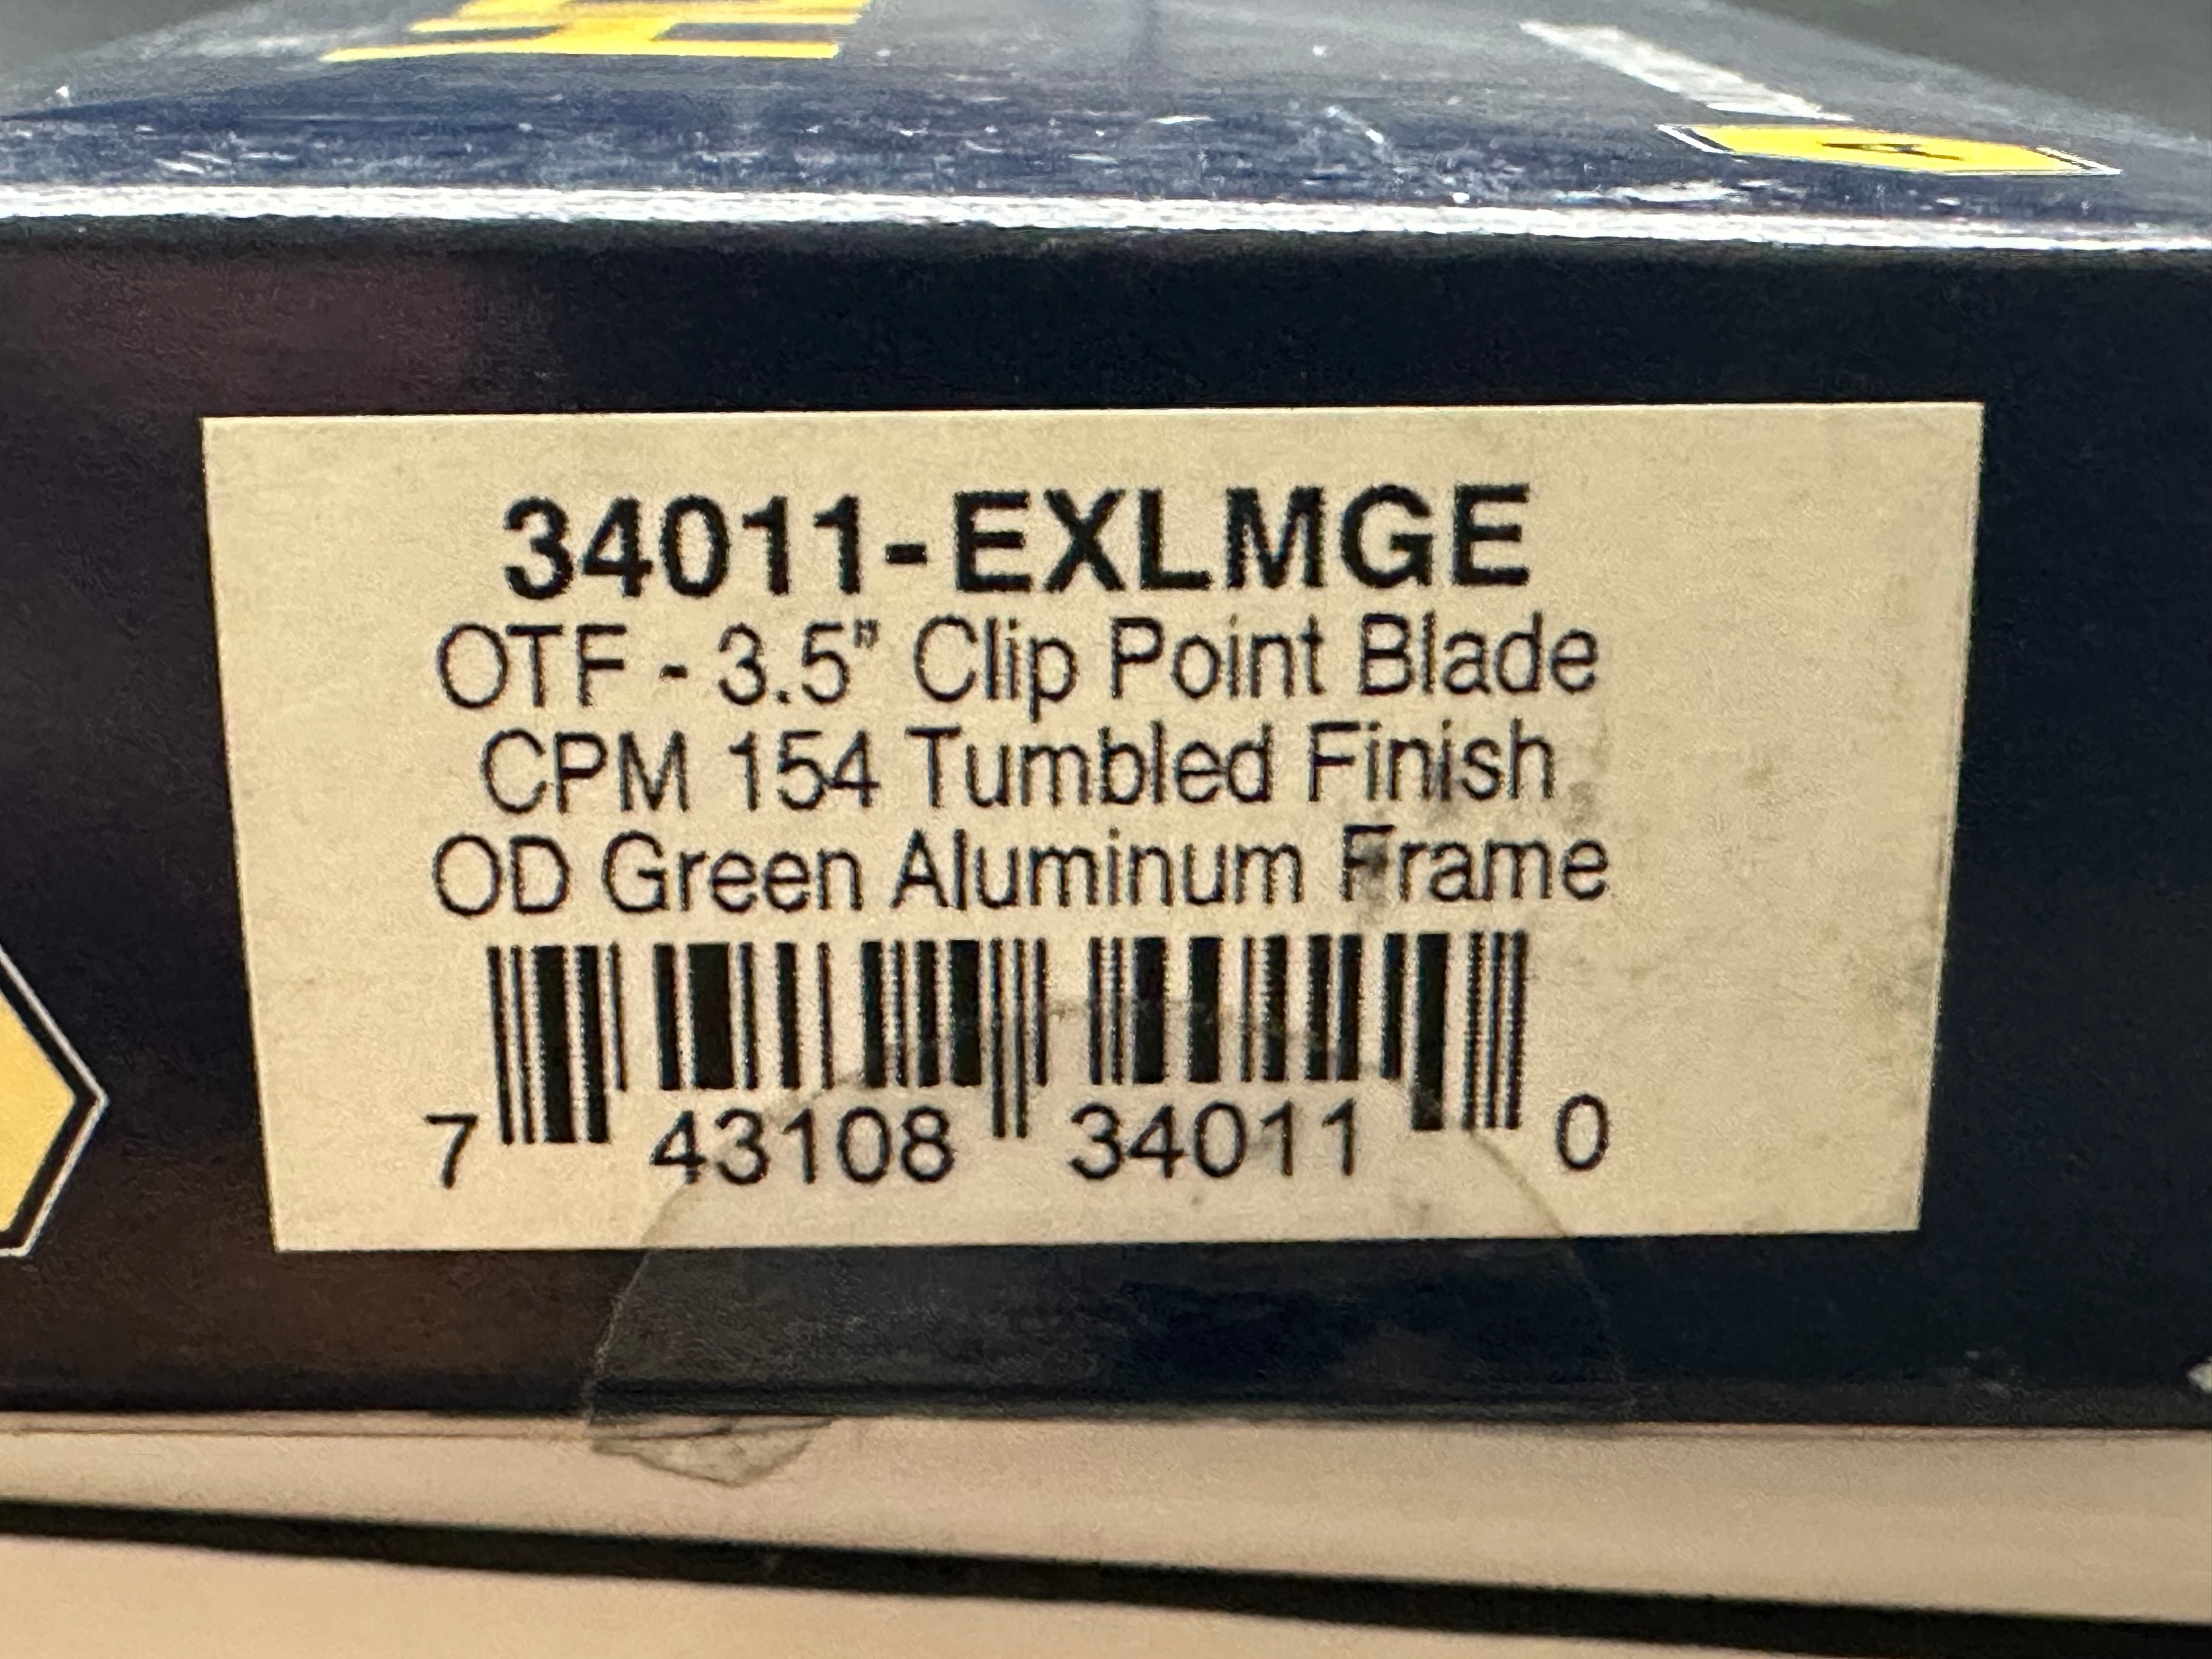 34011-EXLMGE
OTF - 3.5" Clip Point Blade
CPM 154 Tumbled Finish
OD Green Aluminum Frame
7 43108 34011 0